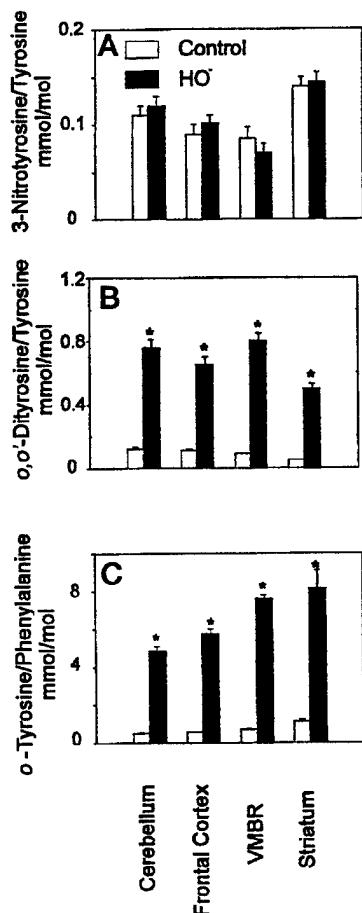 A
Control
HO-
3-Nitrotyrosine/Tyrosine
mmol/mol
0.2
0.1
0
B
o,o'-Dityrosine/Tyrosine
mmol/mol
1.2
0.8
0.4
0
* * * *
C
o-Tyrosine/Phenylalanine
mmol/mol
8
4
0
* * * *
Cerebellum
Frontal Cortex
VMBR
Striatum